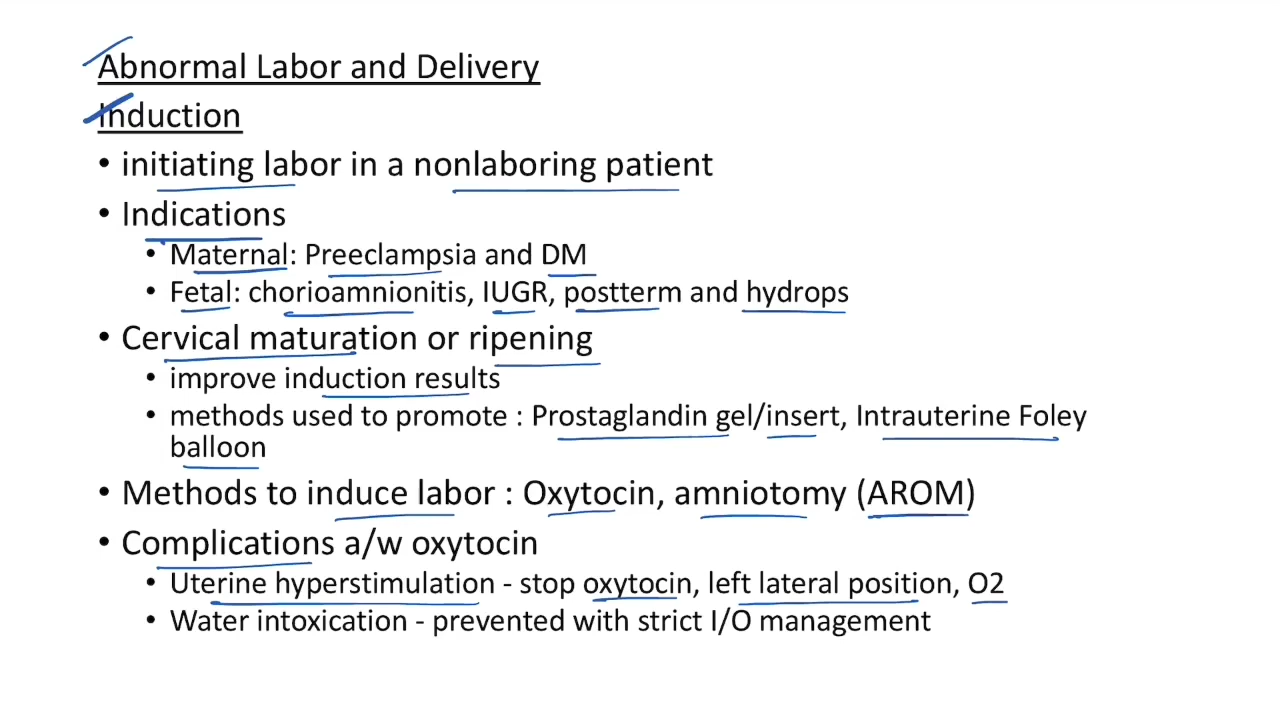 Abnormal Labor and Delivery
Induction
• initiating labor in a nonlaboring patient
• Indications
• Maternal: Preeclampsia and DM
• Fetal: chorioamnionitis, IUGR, postterm and hydrops
• Cervical maturation or ripening
• improve induction results
• methods used to promote : Prostaglandin gel/insert, Intrauterine Foley
balloon
• Methods to induce labor : Oxytocin, amniotomy (AROM)
• Complications a/w oxytocin
• Uterine hyperstimulation - stop oxytocin, left lateral position, O2
• Water intoxication - prevented with strict I/O management